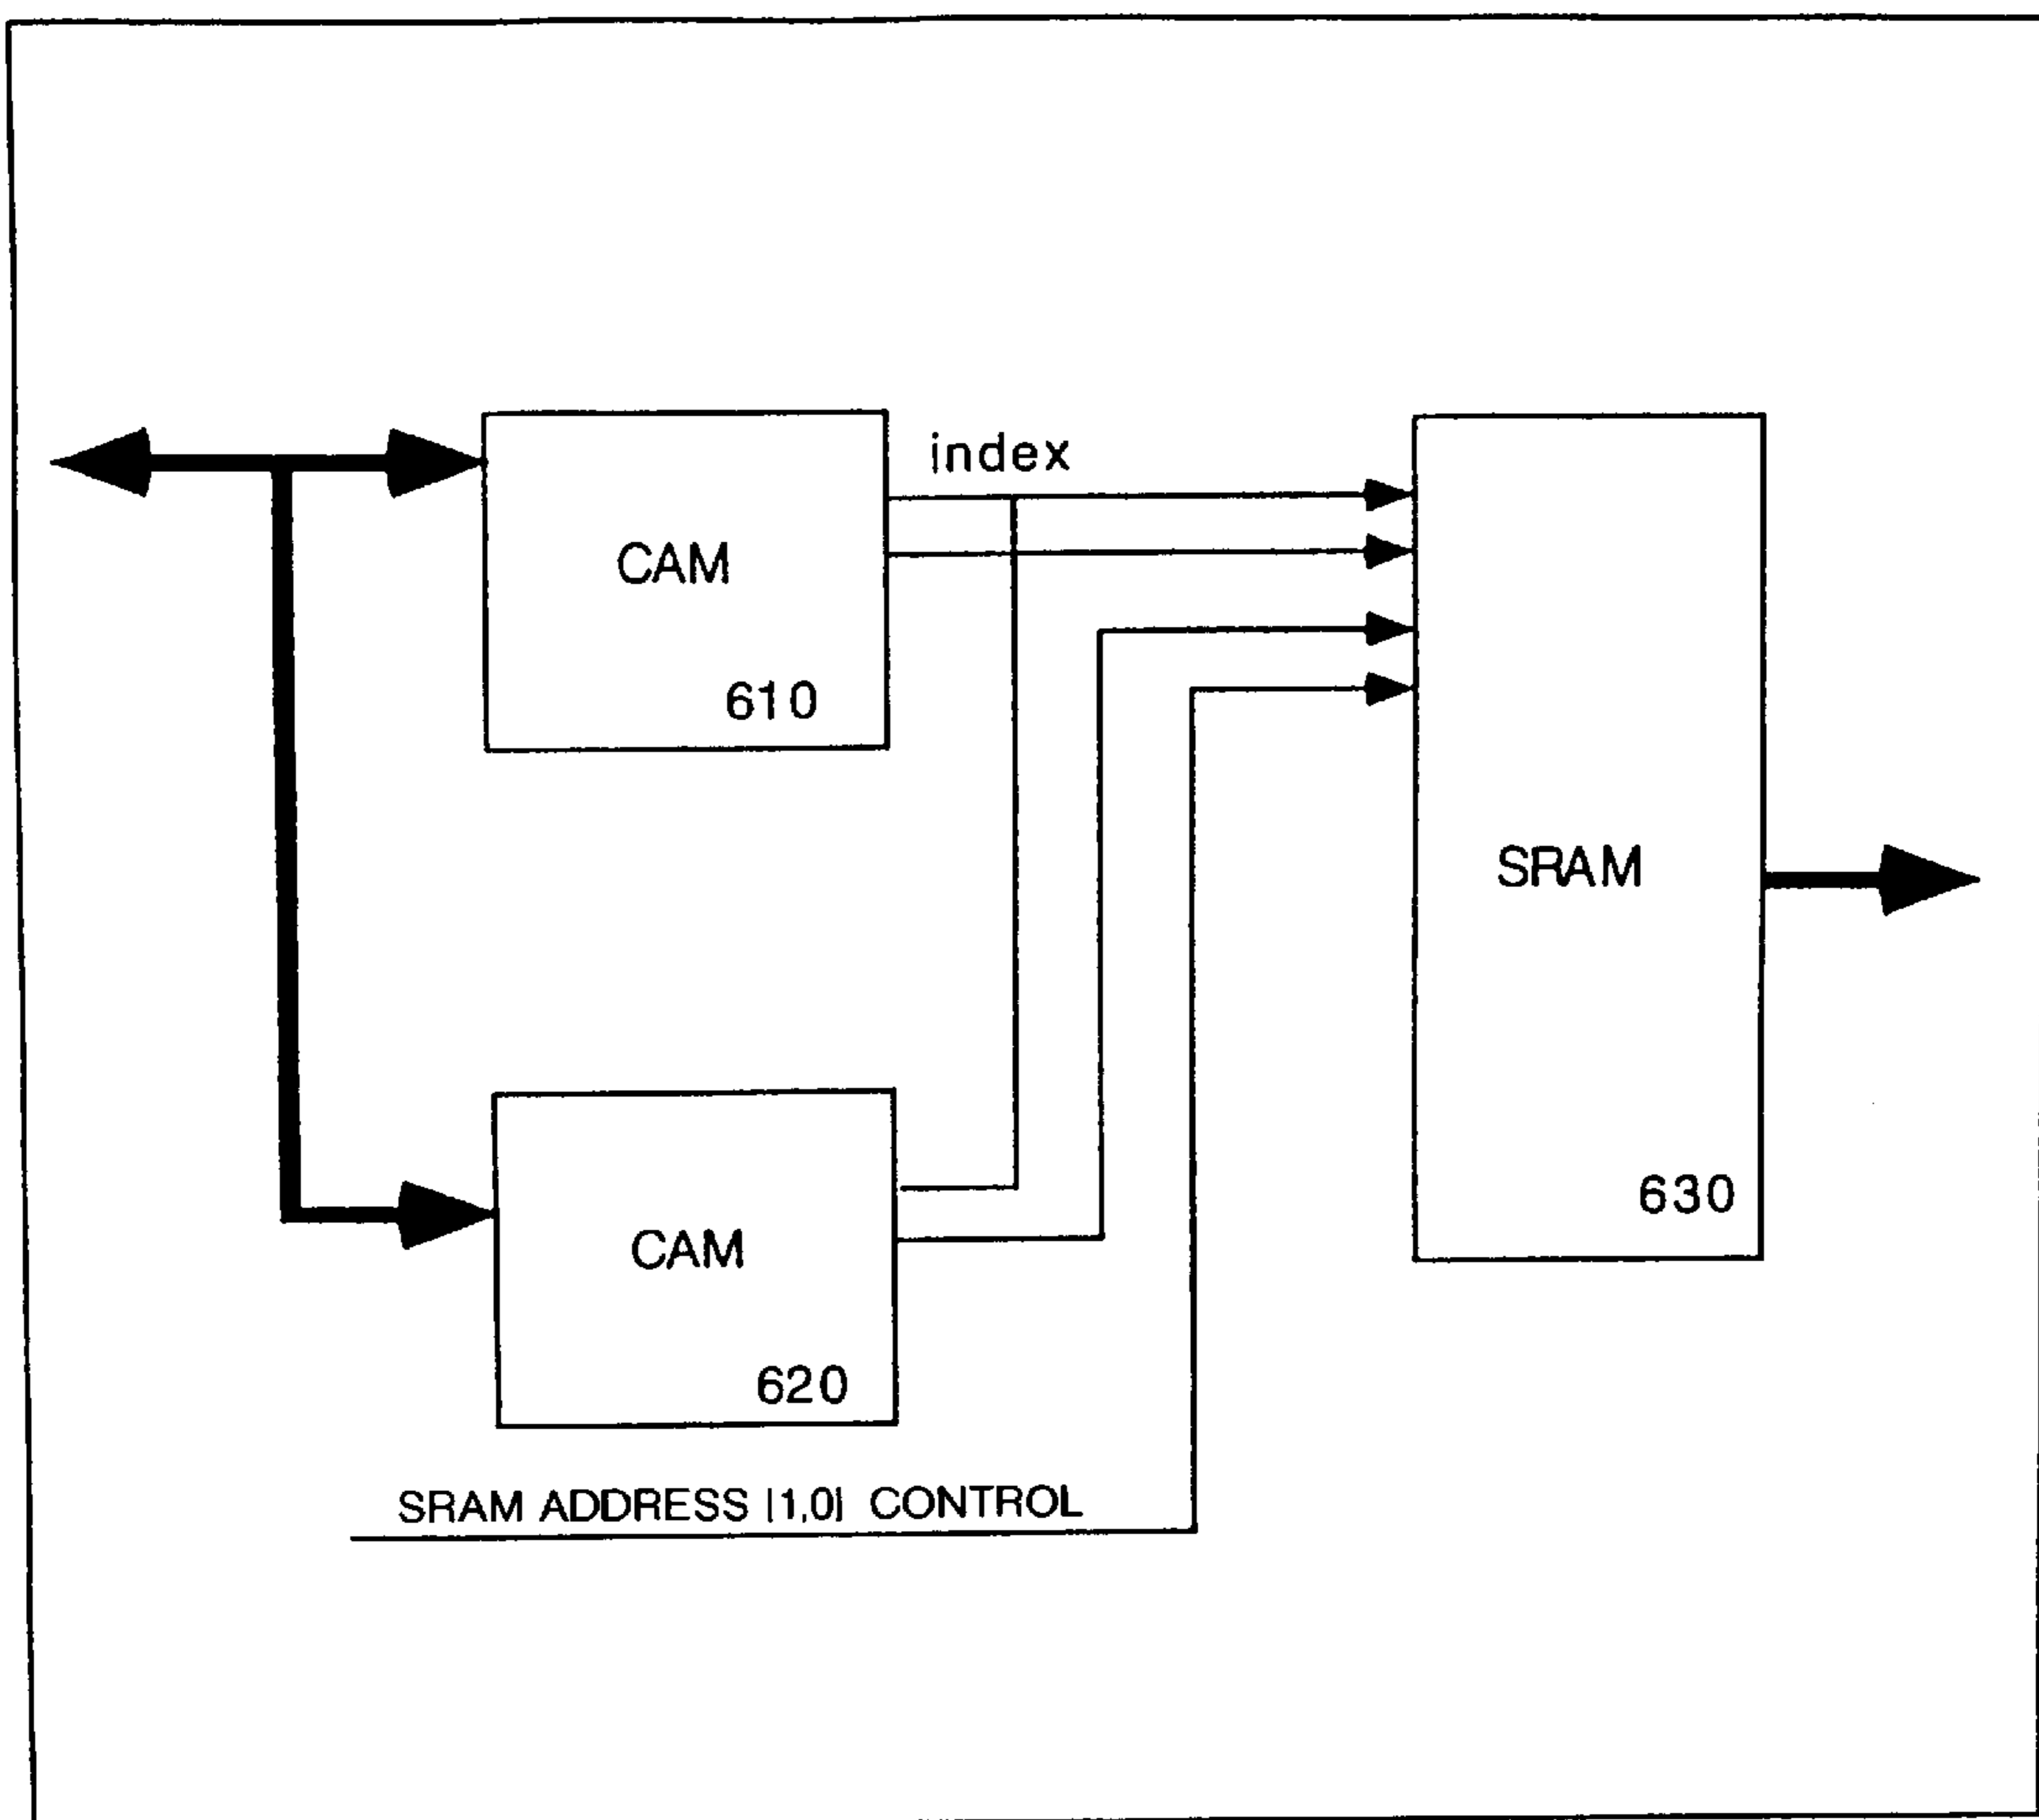 index
CAM
610
SRAM
630
CAM
620
SRAM ADDRESS [1,0] CONTROL